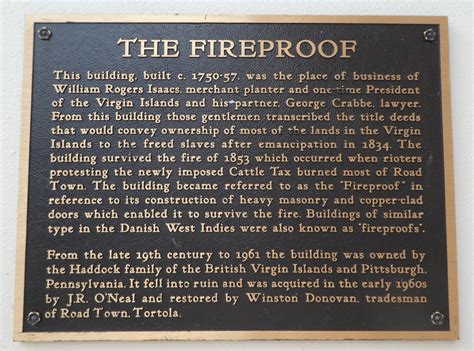 THE FIREPROOF
This building, built c. 1750-57, was the place of business of
William Rogers Isaacs, merchant planter and one-time President
of the Virgin Islands and his partner, George Crabbe, lawyer.
From this building those gentlemen transcribed the title deeds
that would convey ownership of most of the lands in the Virgin
Islands to the freed slaves after emancipation in 1834. The
building survived the fire of 1853 which occurred when rioters
protesting the newly imposed Cattle Tax burned most of Road
Town. The building became referred to as the "Fireproof" in
reference to its construction of heavy masonry and copper-clad
doors which enabled it to survive the fire. Buildings of similar
type in the Danish West Indies were also known as "fireproofs".
From the late 19th century to 1961 the building was owned by
the Haddock family of the British Virgin Islands and Pittsburgh,
Pennsylvania. It fell into ruin and was acquired in the early 1960s
by J.R. O'Neal and restored by Winston Donovan, tradesman
of Road Town, Tortola.